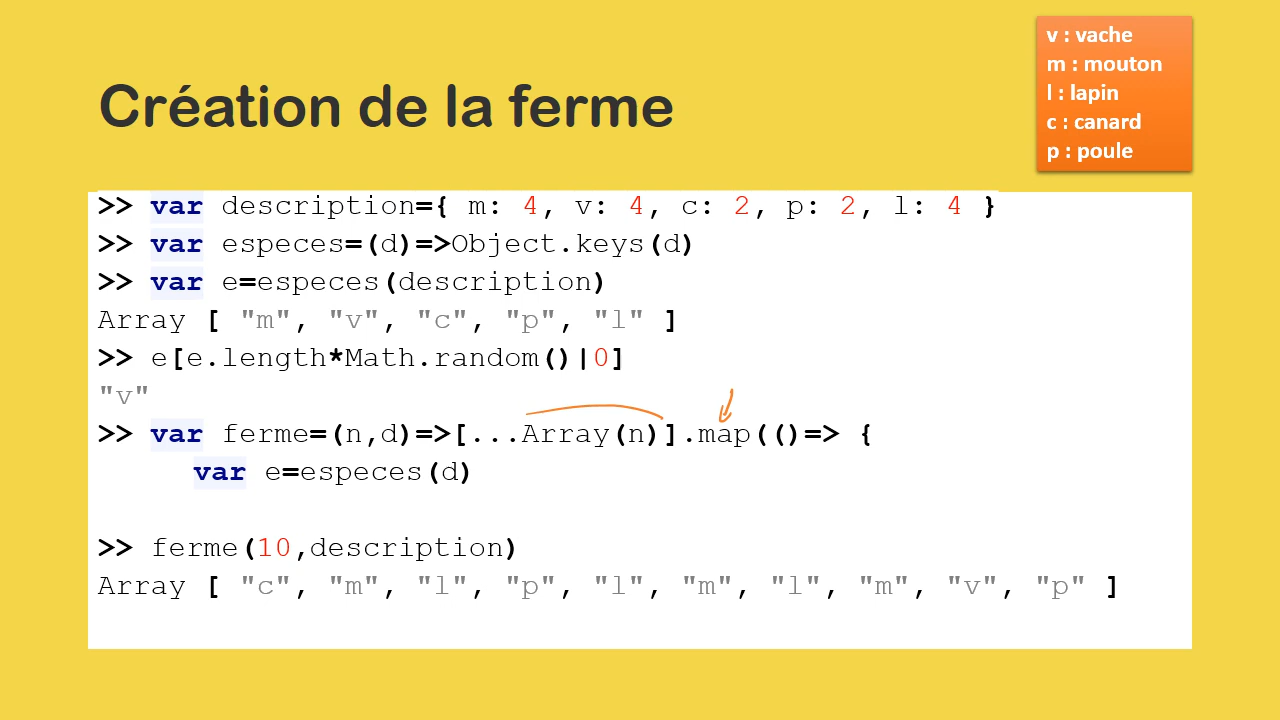 v : vache
m : mouton
l : lapin
c : canard
p : poule
Création de la ferme
>> var description={ m: 4, v: 4, c: 2, p: 2, l: 4 }
>> var especes=(d)=>Object.keys(d)
>> var e=especes(description)
Array [ "m", "v", "c", "p", "l" ]
>> e[e.length*Math.random()|0]
"v"
>> var ferme=(n,d)=>[...Array(n)].map(()=> {
var e=especes(d)
>> ferme(10,description)
Array [ "c", "m", "l", "p", "l", "m", "l", "m", "v", "p" ]